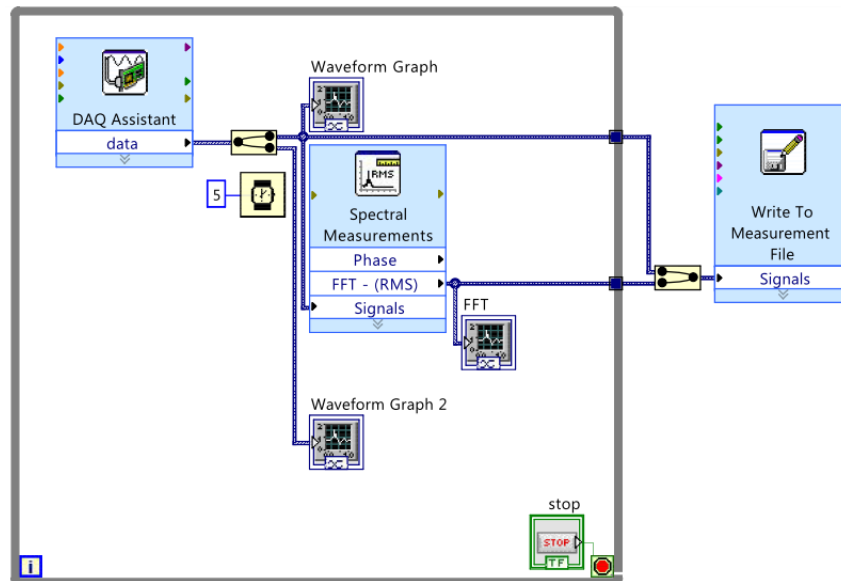 Waveform Graph
DAQ Assistant
data
RMS
5
Spectral
Measurements
Phase
FFT - (RMS)
Signals
FFT
Write To
Measurement
File
Signals
Waveform Graph 2
stop
STOP
TF
i